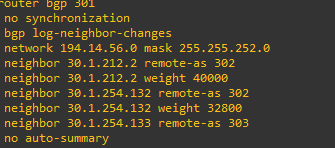 router bgp 301
no synchronization
bgp log-neighbor-changes
network 194.14.56.0 mask 255.255.252.0
neighbor 30.1.212.2 remote-as 302
neighbor 30.1.212.2 weight 40000
neighbor 30.1.254.132 remote-as 302
neighbor 30.1.254.132 weight 32800
neighbor 30.1.254.133 remote-as 303
no auto-summary